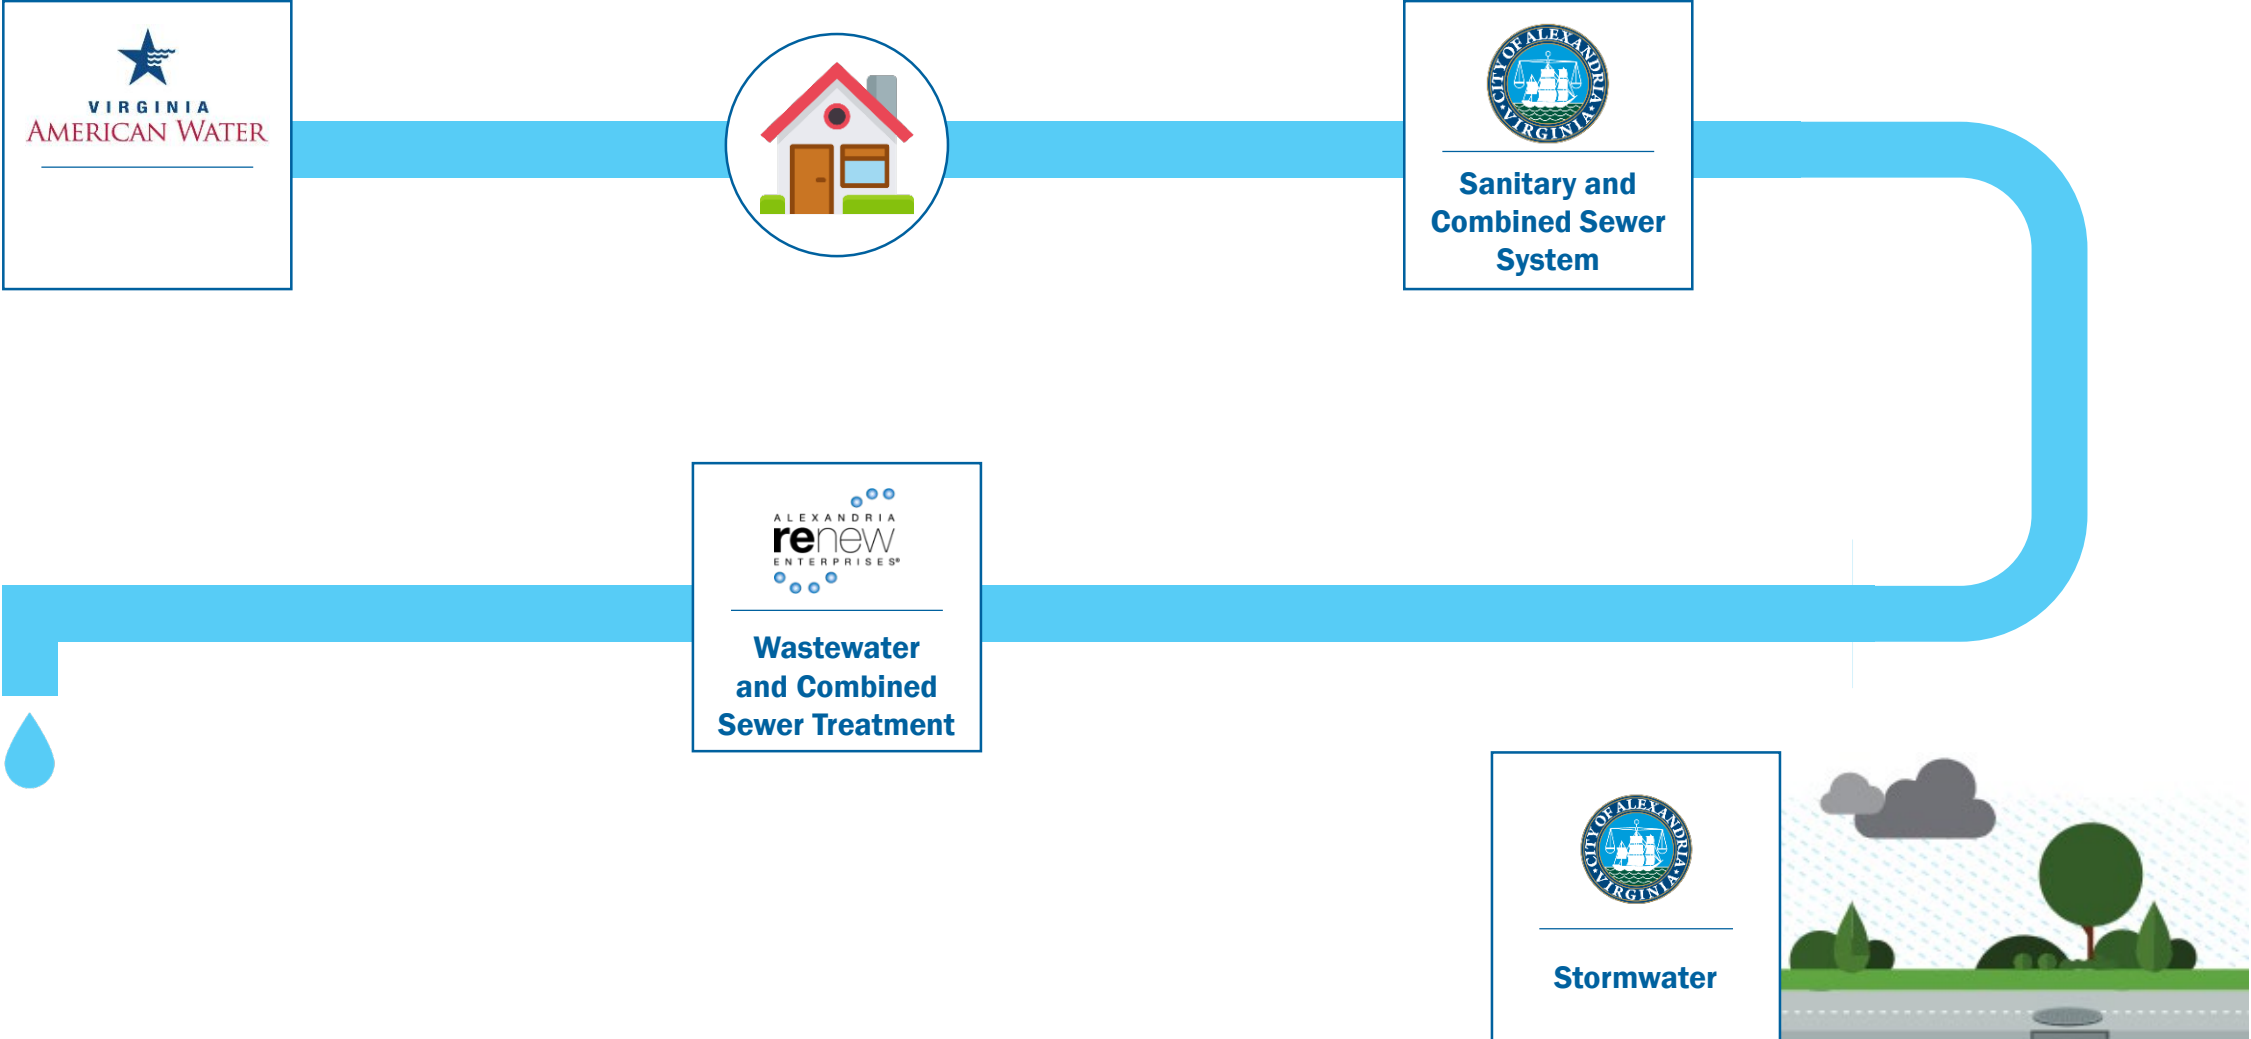 VIRGINIA
AMERICAN WATER
CITY OF ALEXANDRIA
VIRGINIA
Sanitary and
Combined Sewer
System
ALEXANDRIA
renew
ENTERPRISES®
Wastewater
and Combined
Sewer Treatment
CITY OF ALEXANDRIA
VIRGINIA
Stormwater